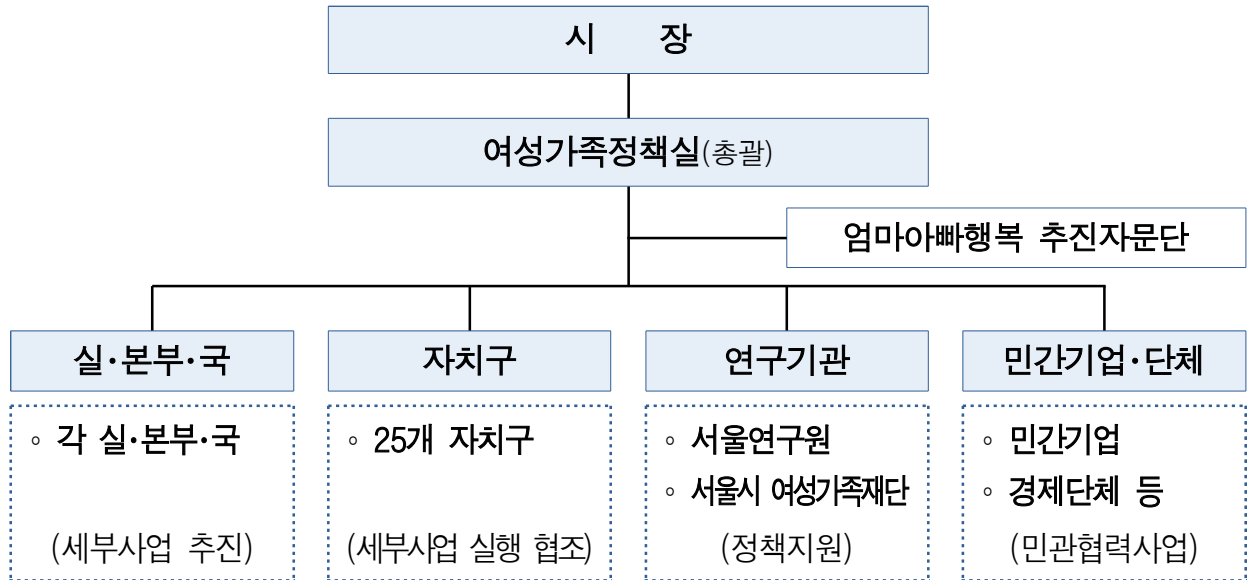 시 장
여성가족정책실(총괄)
엄마아빠행복 추진자문단
실·본부·국
자치구
연구기관
민간기업·단체
◦ 각 실·본부·국
(세부사업 추진)
◦ 25개 자치구
(세부사업 실행 협조)
◦ 서울연구원
◦ 서울시 여성가족재단
(정책지원)
◦ 민간기업
◦ 경제단체 등
(민관협력사업)